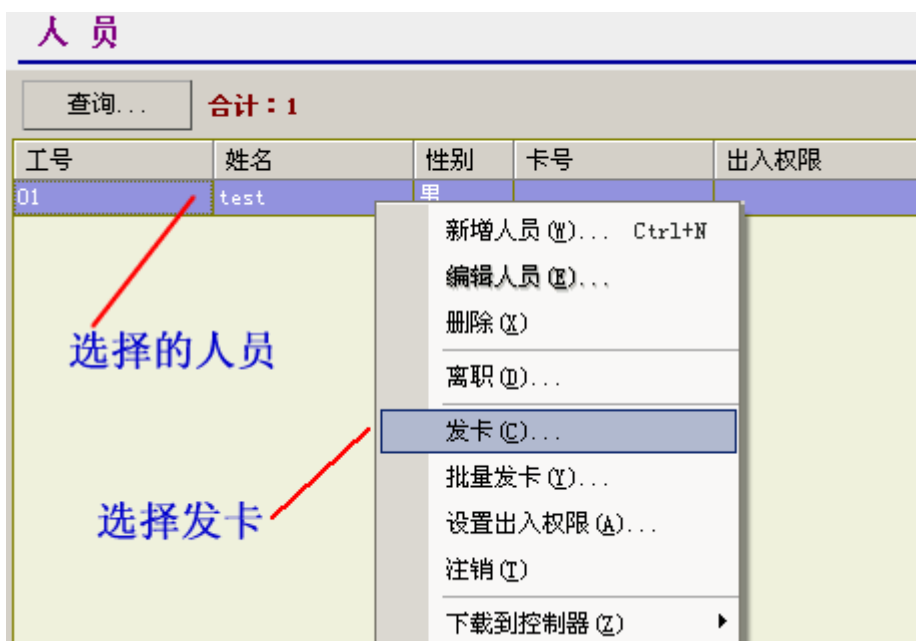 人 员
查询... 合计：1
工号 姓名 性别 卡号 出入权限
01 test 男
新增人员(W)... Ctrl+N
编辑人员(E)...
删除(X)
选择的人员
离职(D)...
发卡(C)...
批量发卡(Y)...
选择发卡
设置出入权限(A)...
注销(T)
下载到控制器(Z)